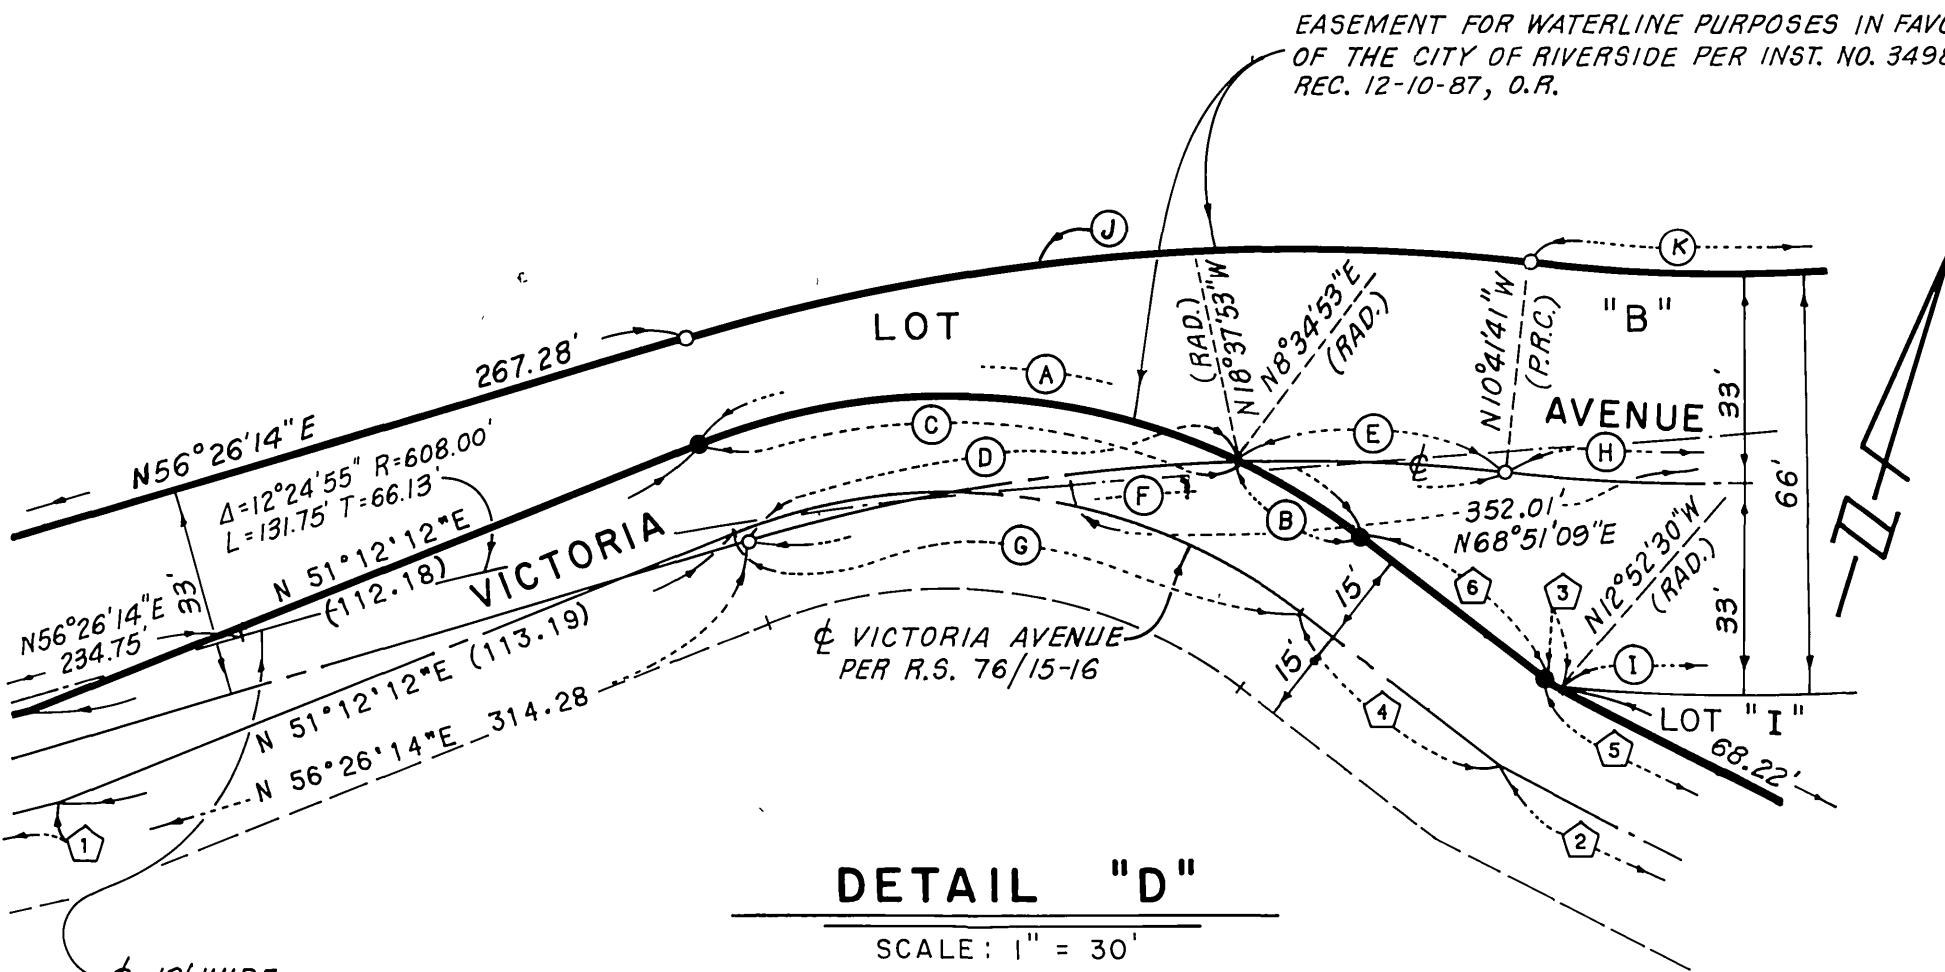 EASEMENT FOR WATERLINE PURPOSES IN
OF THE CITY OF RIVERSIDE PER INST. NO.
REC. 12-10-87, O.R.
J
K
LOT
"B"
267.28'
N56°26'14"E
Δ=12°24'55" R=608.00'
L=131.75' T=66.13'
A
(RAD.)
N18°37'53"W
N8°34'53"E
(RAD.)
N10°41'41"W
(P.R.C.)
AVENUE
33'
66'
C
D
E
H
F
B
G
352.01'
N68°51'09"E
N 51°12'12"E
(112.18)
VICTORIA
33'
N56°26'14"E
234.75'
6
3
N12°52'30"W
(RAD.)
33'
I
15'
15'
℄
℄ VICTORIA AVENUE
PER R.S. 76/15-16
N 51°12'12"E (113.19)
N 56°26'14"E 314.28
4
LOT "I"
5
68.22'
1
2
DETAIL "D"
SCALE: 1" = 30'